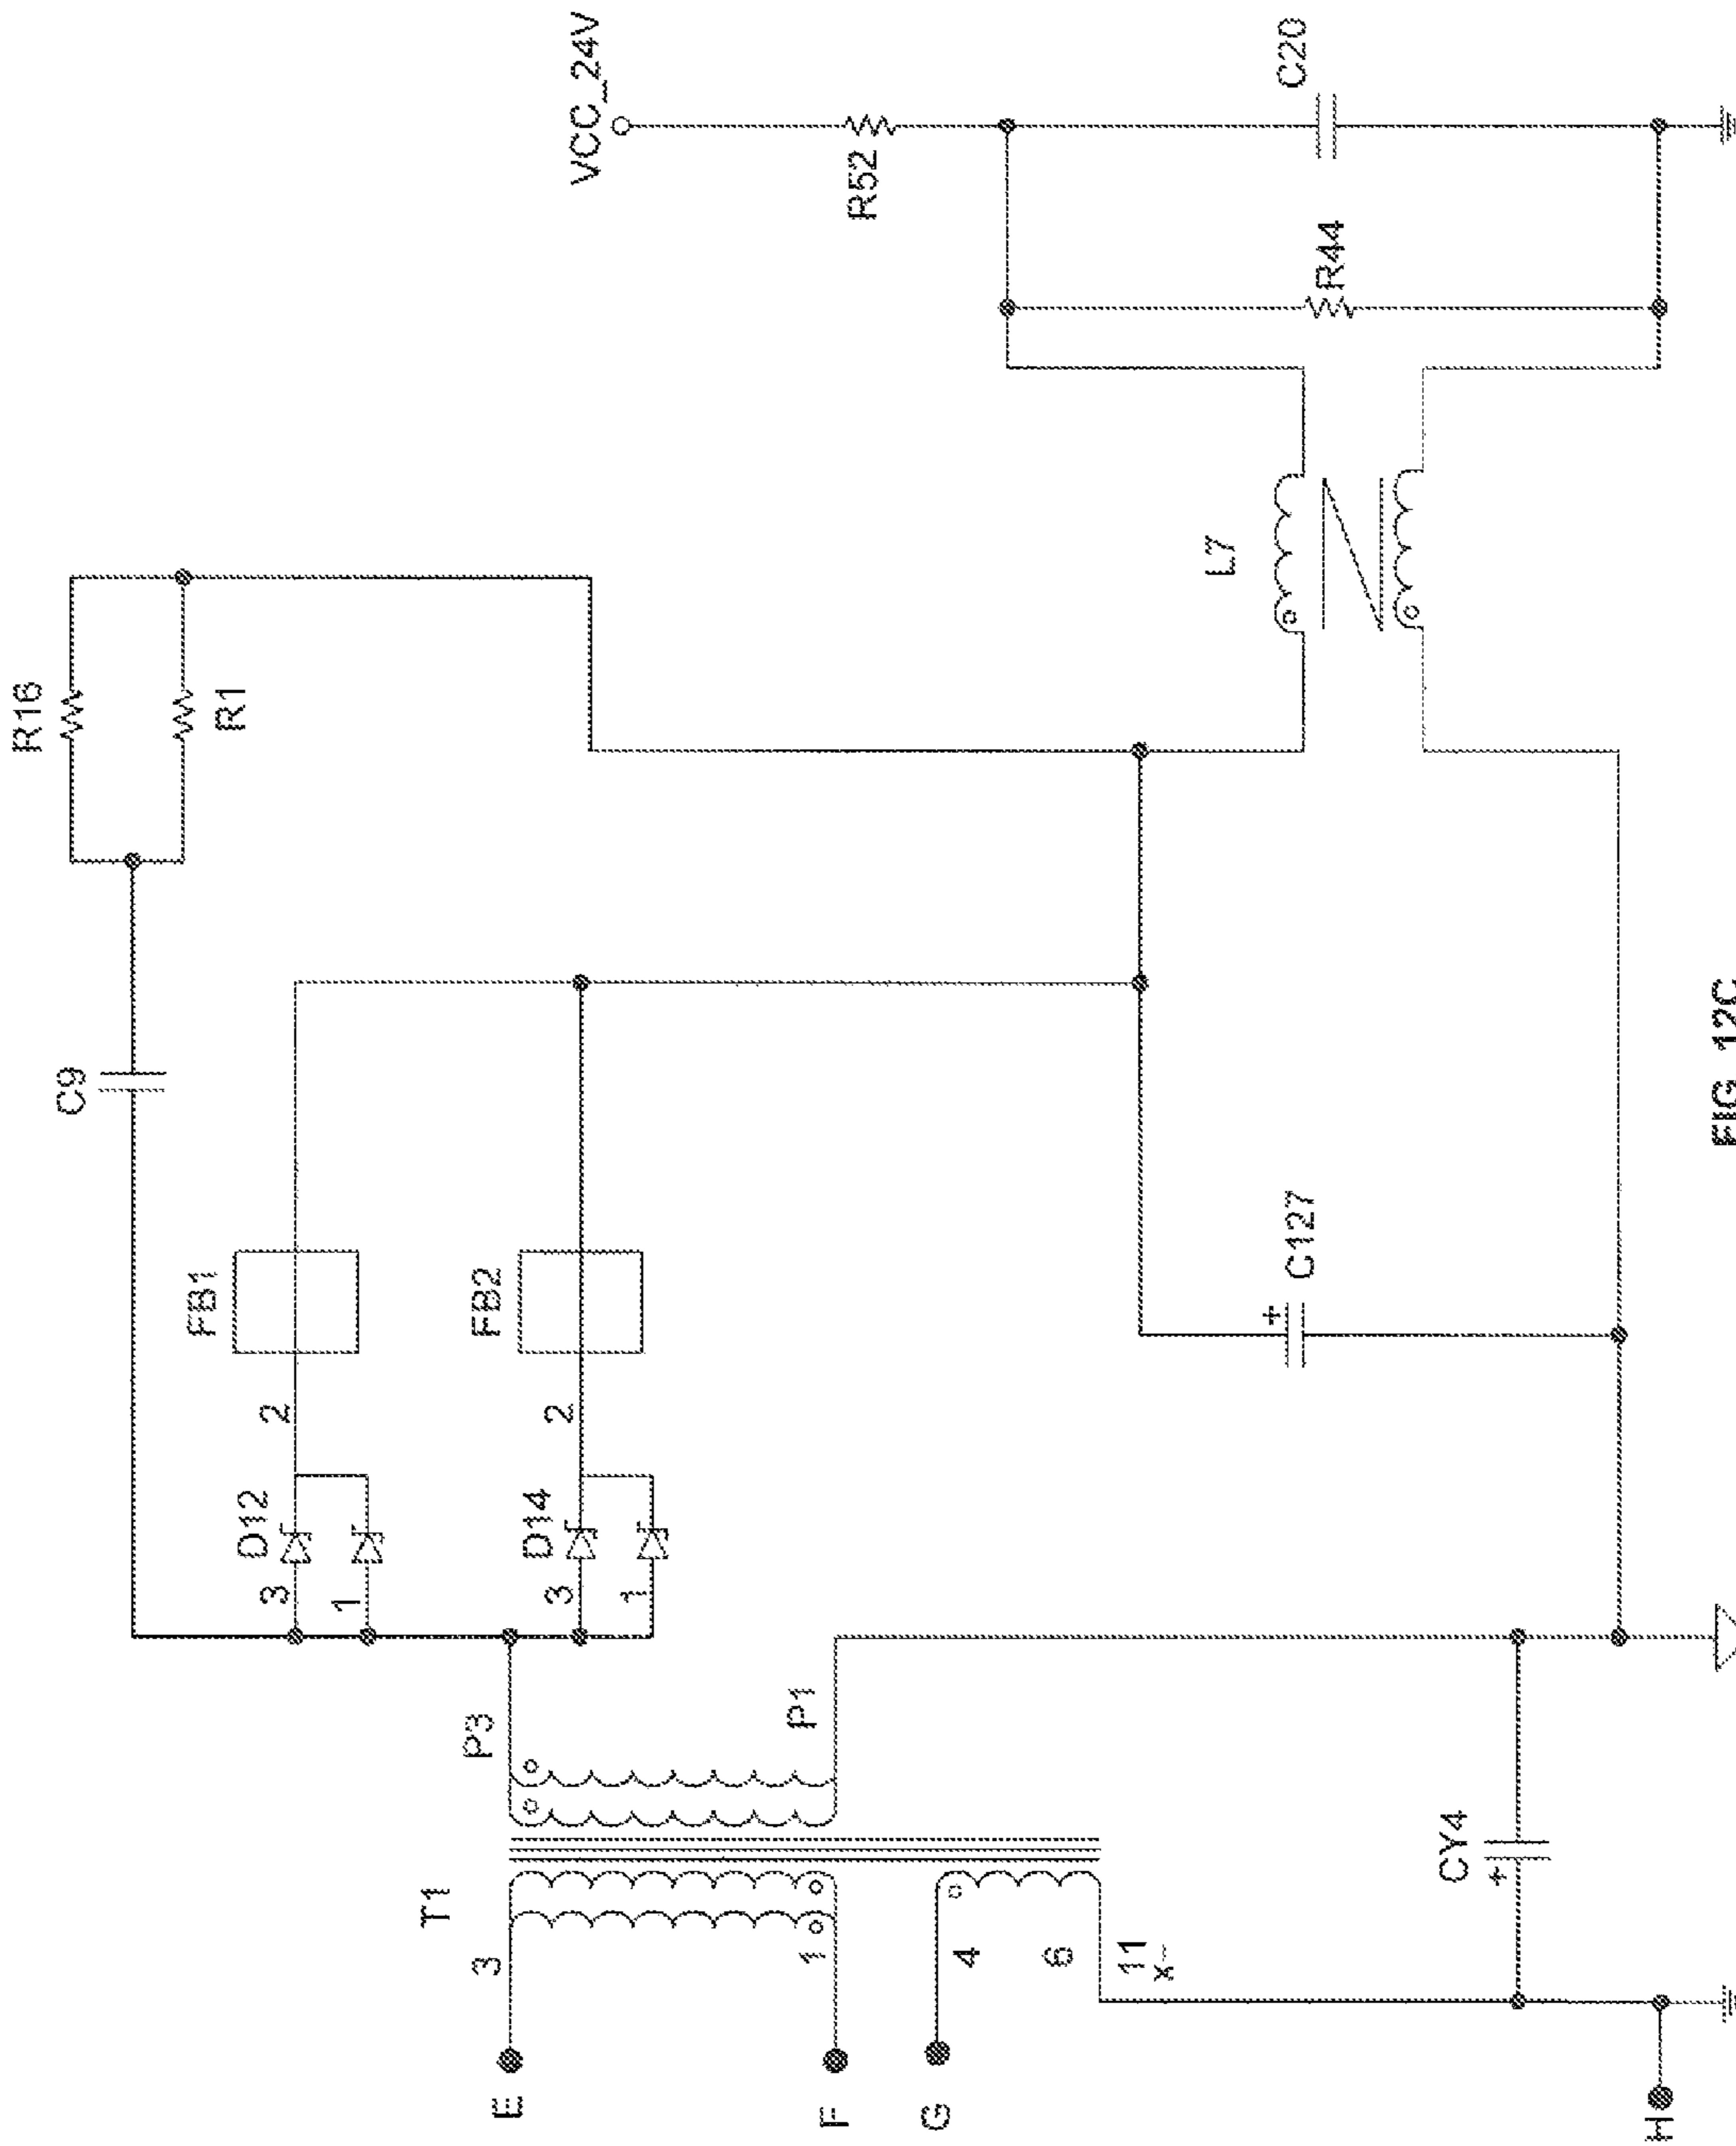 R16
R1
C9
FB1
2
D12
3
1
FB2
2
D14
3
1
VCC_24V
R52
R44
C20
L7
C127
+
T1
P3
P1
3
1
4
6
11
x
CY4
+
E
F
G
H
FIG. 12C